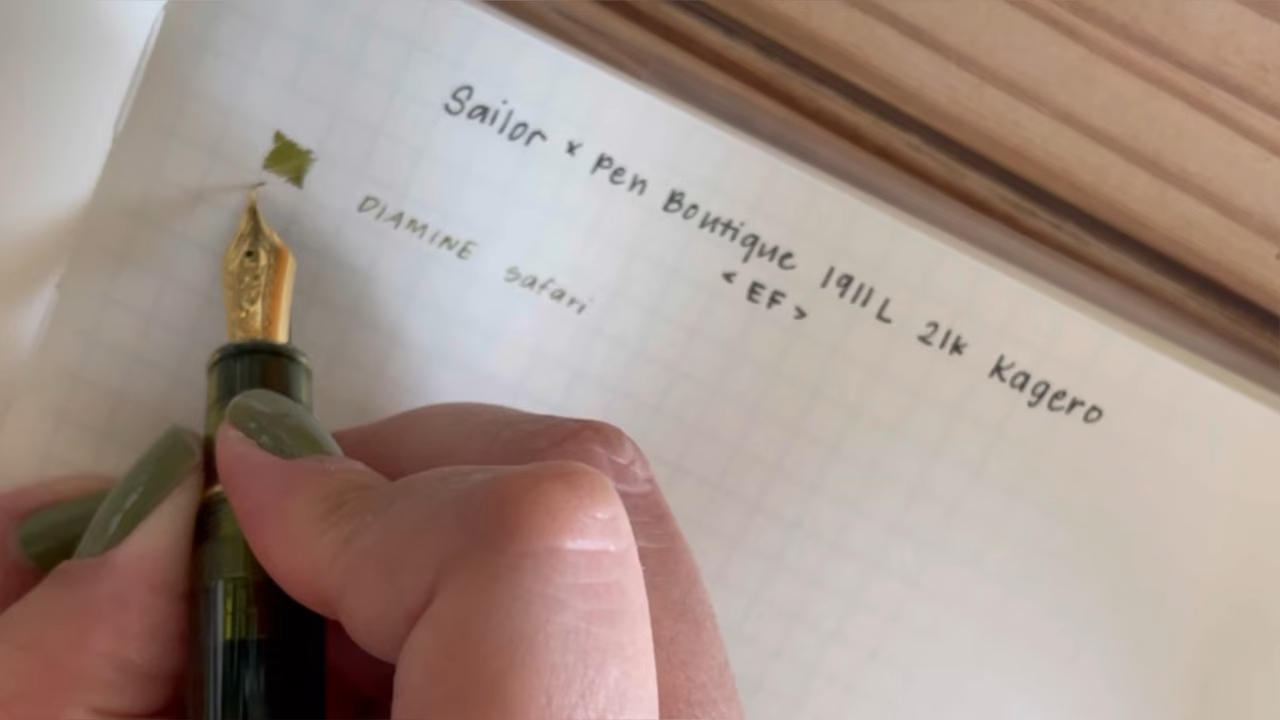 Sailor x Pen Boutique 1911L 21k Kagero
<EF>
DIAMINE safari